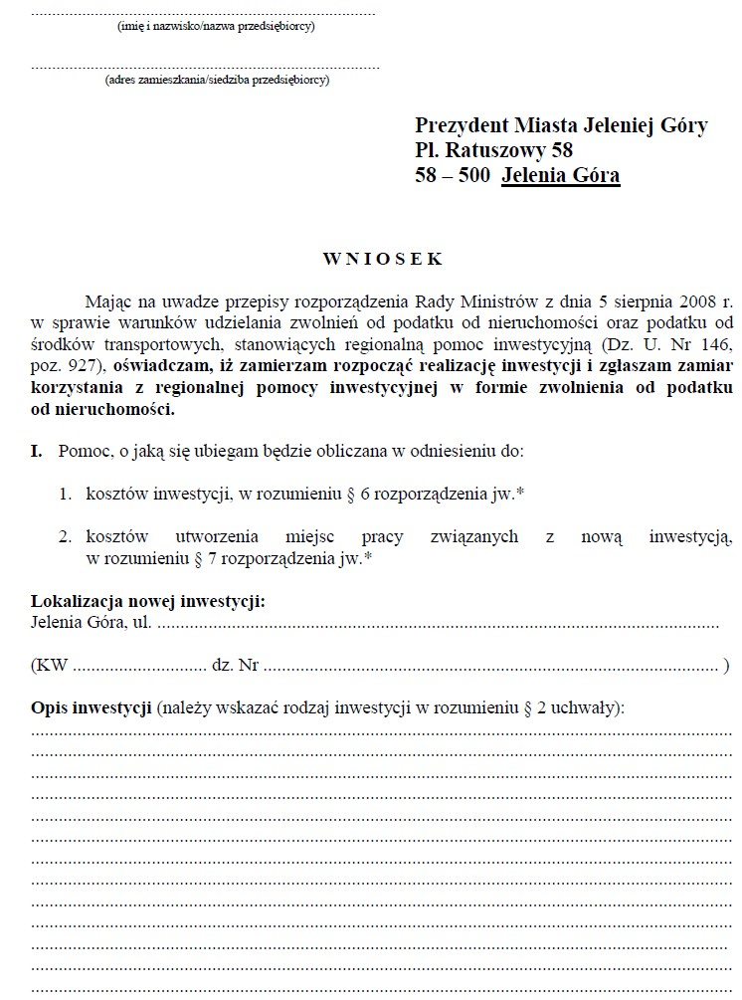 (imię i nazwisko/nazwa przedsiębiorcy)
(adres zamieszkania/siedziba przedsiębiorcy)
Prezydent Miasta Jeleniej Góry
Pl. Ratuszowy 58
58 – 500 Jelenia Góra
W N I O S E K
Mając na uwadze przepisy rozporządzenia Rady Ministrów z dnia 5 sierpnia 2008 r.
w sprawie warunków udzielania zwolnień od podatku od nieruchomości oraz podatku od
środków transportowych, stanowiących regionalną pomoc inwestycyjną (Dz. U. Nr 146,
poz. 927), oświadczam, iż zamierzam rozpocząć realizację inwestycji i zgłaszam zamiar
korzystania z regionalnej pomocy inwestycyjnej w formie zwolnienia od podatku
od nieruchomości.
I. Pomoc, o jaką się ubiegam będzie obliczana w odniesieniu do:
1. kosztów inwestycji, w rozumieniu § 6 rozporządzenia jw.*
2. kosztów utworzenia miejsc pracy związanych z nową inwestycją,
w rozumieniu § 7 rozporządzenia jw.*
Lokalizacja nowej inwestycji:
Jelenia Góra, ul. ..........................................................................................................................
(KW ............................. dz. Nr ................................................................................................... )
Opis inwestycji (należy wskazać rodzaj inwestycji w rozumieniu § 2 uchwały):